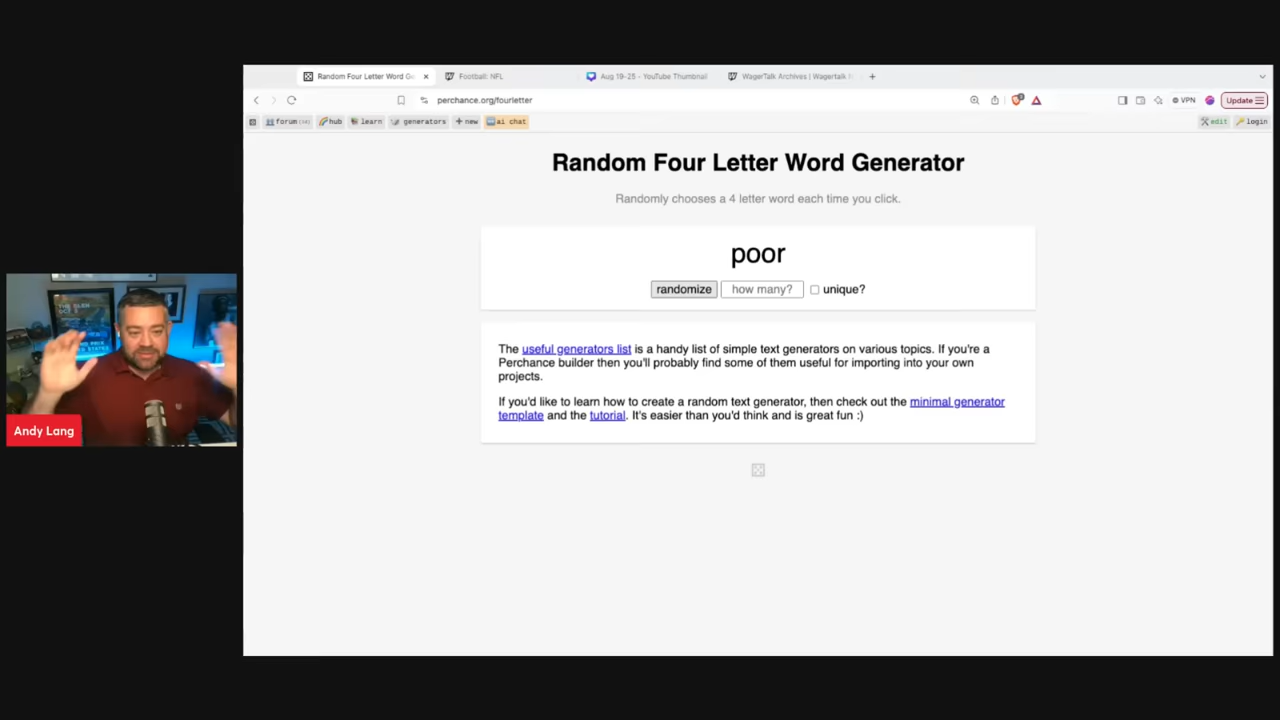 Random Four Letter Word Ge
Football: NFL
Aug 19-25 - YouTube Thumbnail
WagerTalk Archives | Wagertalk
perchance.org/fourletter
VPN
Update
forum
hub
learn
generators
+ new
ai chat
edit
login
Random Four Letter Word Generator
Randomly chooses a 4 letter word each time you click.
poor
randomize
how many?
unique?
The useful generators list is a handy list of simple text generators on various topics. If you're a
Perchance builder then you'll probably find some of them useful for importing into your own
projects.
If you'd like to learn how to create a random text generator, then check out the minimal generator
template and the tutorial. It's easier than you'd think and is great fun :)
THE GLEN
Andy Lang